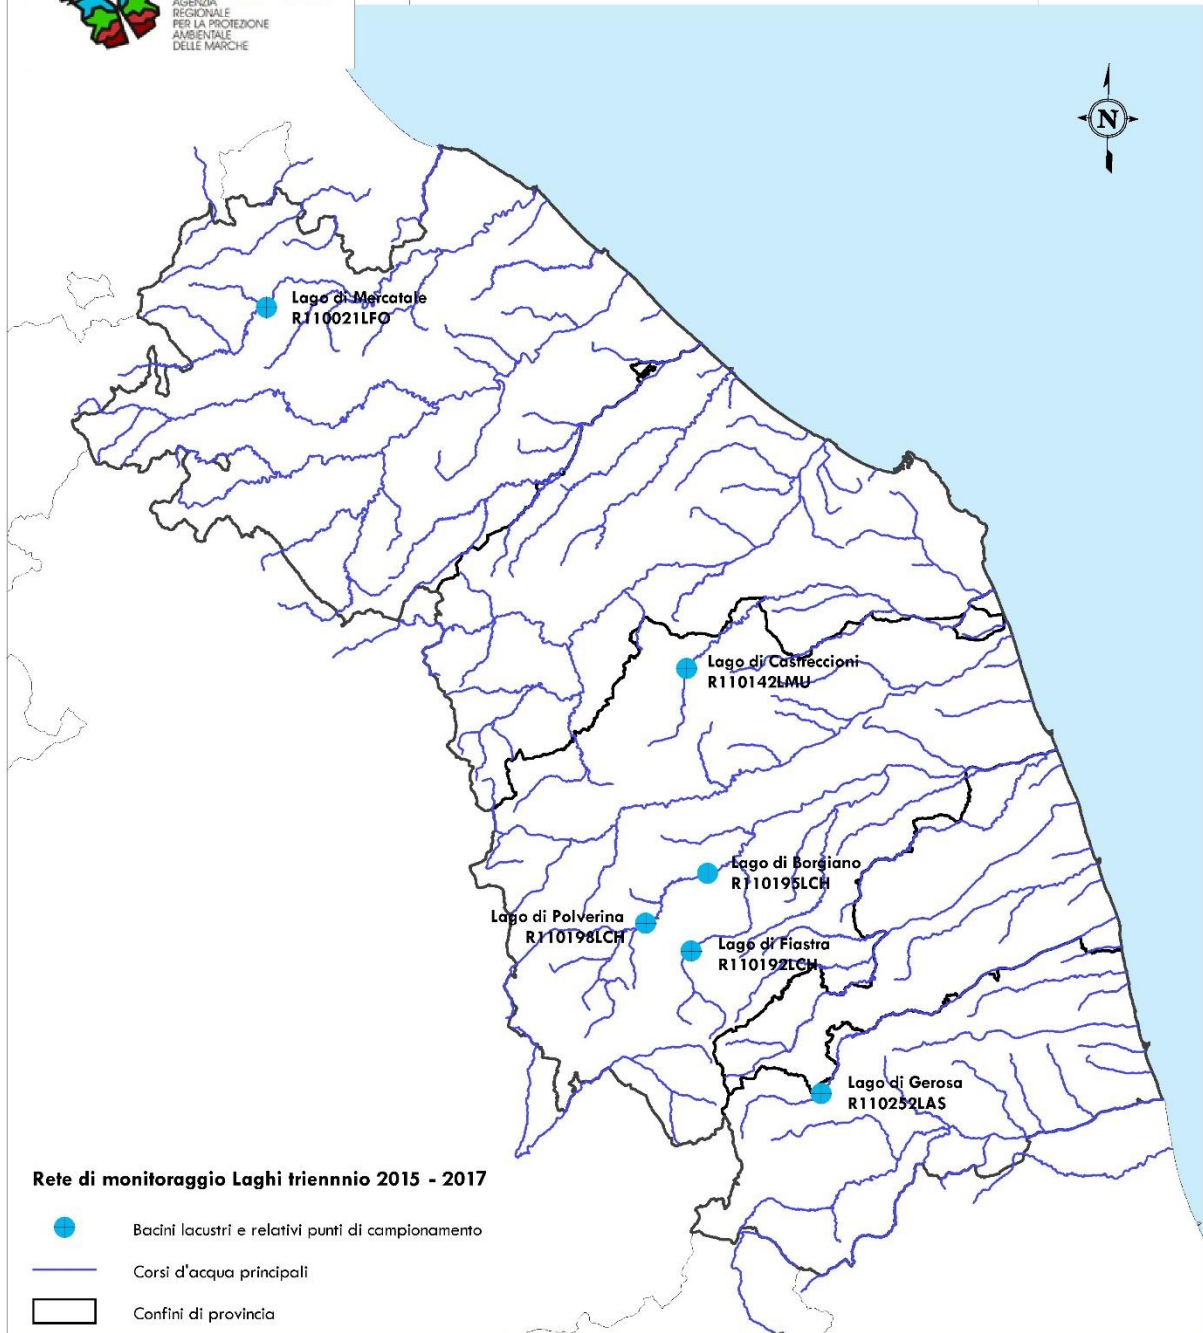 AGENZIA
REGIONALE
PER LA PROTEZIONE
AMBIENTALE
DELLE MARCHE
N
Lago di Mercatale
R110021LFO
Lago di Castreccioni
R110142LMU
Lago di Borgiano
R110195LCH
Lago di Polverina
R110198LCH
Lago di Fiastra
R110192LCH
Lago di Gerosa
R110252LAS
Rete di monitoraggio Laghi triennnio 2015 - 2017
Bacini lacustri e relativi punti di campionamento
Corsi d'acqua principali
Confini di provincia